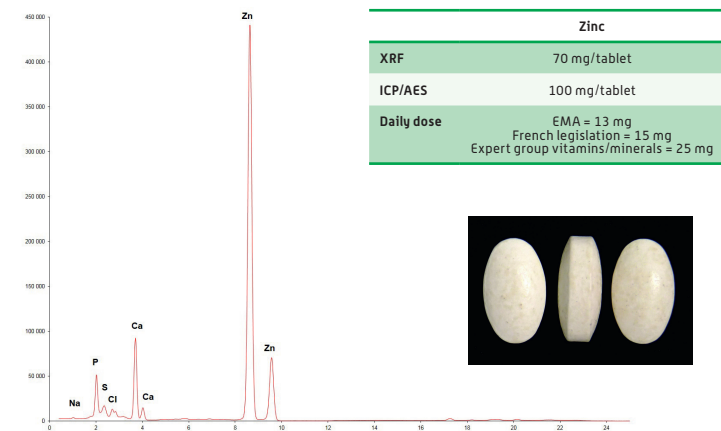 450 000
400 000
350 000
300 000
250 000
200 000
150 000
100 000
50 000
0
0 2 4 6 8 10 12 14 16 18 20 22 24
Na
P
S
Cl
Ca
Ca
Zn
Zn
Zinc
XRF 70 mg/tablet
ICP/AES 100 mg/tablet
Daily dose EMA = 13 mg
French legislation = 15 mg
Expert group vitamins/minerals = 25 mg